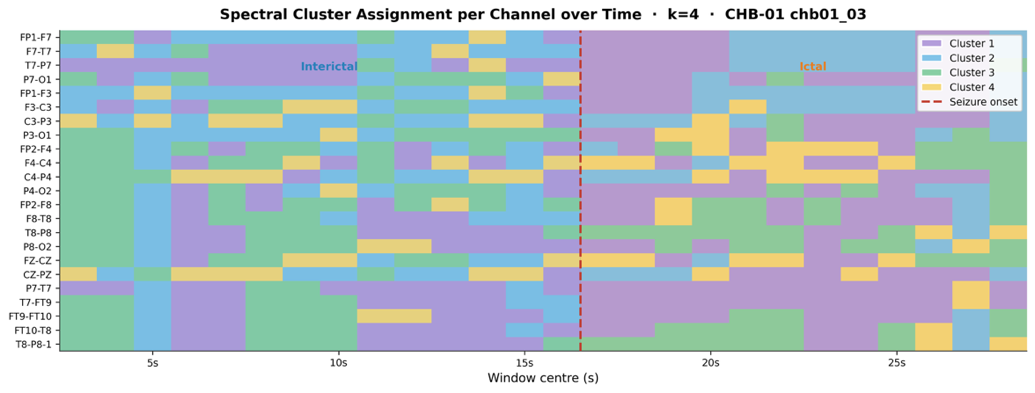 Spectral Cluster Assignment per Channel over Time · k=4 · CHB-01 chb01_03
FP1-F7
F7-T7
T7-P7
P7-O1
FP1-F3
F3-C3
C3-P3
P3-O1
FP2-F4
F4-C4
C4-P4
P4-O2
FP2-F8
F8-T8
T8-P8
P8-O2
FZ-CZ
CZ-PZ
P7-T7
T7-FT9
FT9-FT10
FT10-T8
T8-P8-1
Interictal
Ictal
Cluster 1
Cluster 2
Cluster 3
Cluster 4
Seizure onset
5s
10s
15s
20s
25s
Window centre (s)